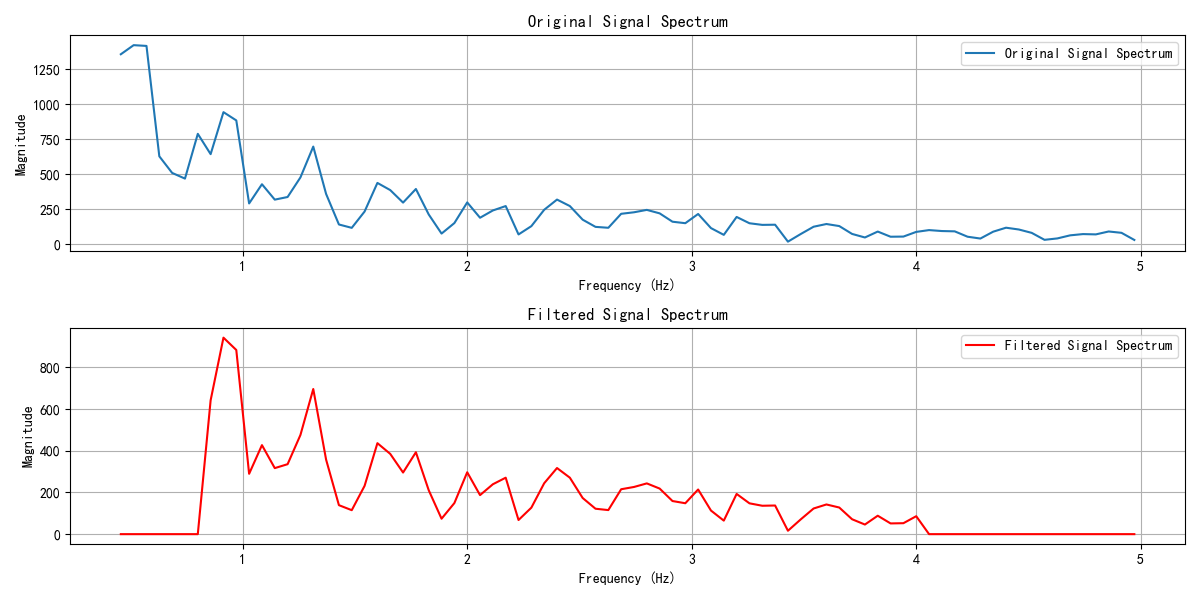 Original Signal Spectrum
Original Signal Spectrum
Magnitude
1250
1000
750
500
250
0
1 2 3 4 5
Frequency (Hz)
Filtered Signal Spectrum
Filtered Signal Spectrum
Magnitude
800
600
400
200
0
1 2 3 4 5
Frequency (Hz)